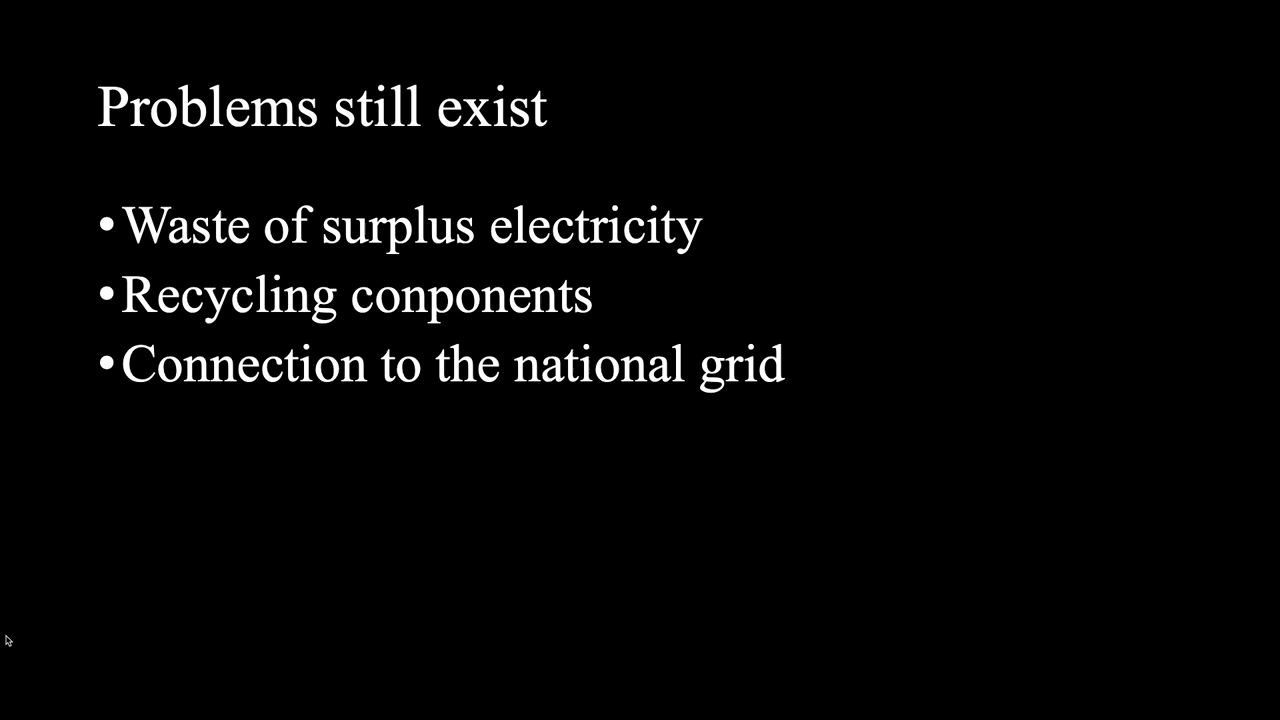 Problems still exist
• Waste of surplus electricity
• Recycling conponents
• Connection to the national grid